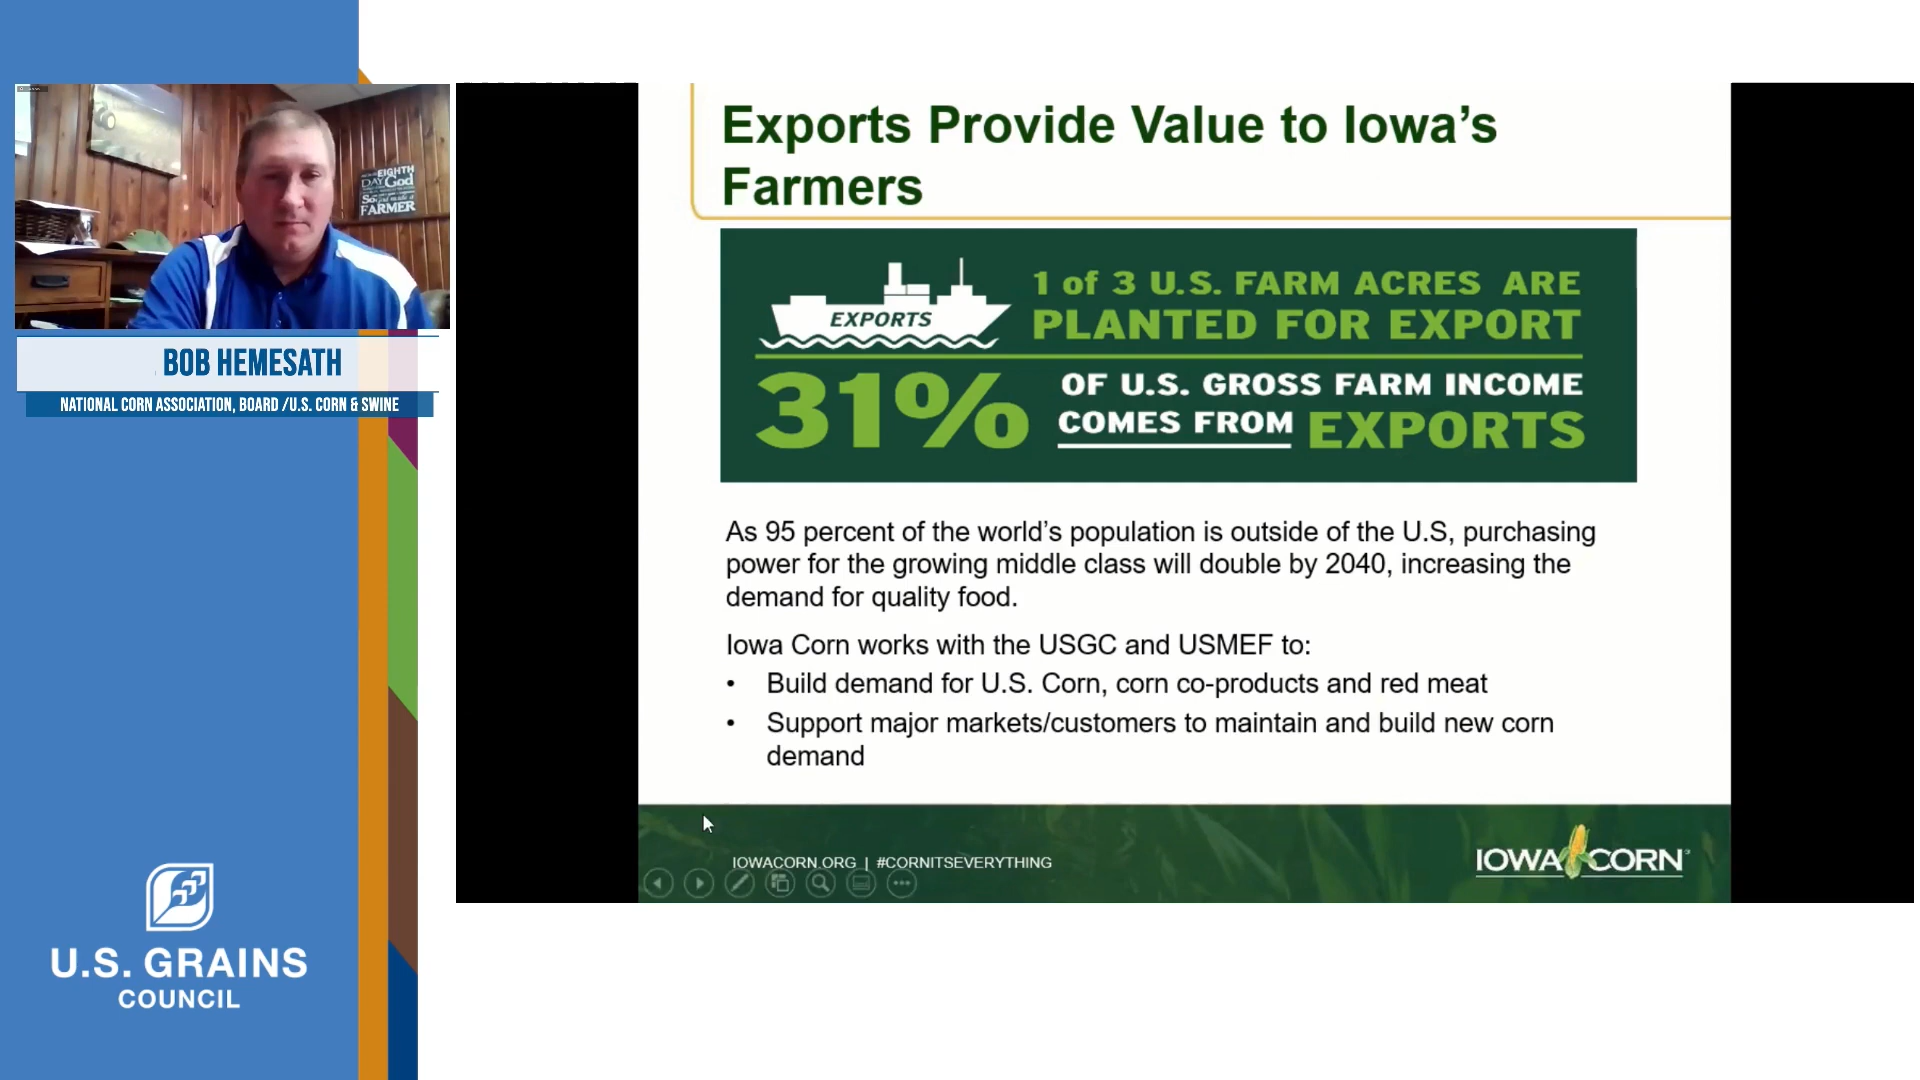 EIGHTH
DAY God
FARMER
BOB HEMESATH
NATIONAL CORN ASSOCIATION, BOARD /U.S. CORN & SWINE
U.S. GRAINS
COUNCIL
Exports Provide Value to Iowa’s
Farmers
EXPORTS
1 of 3 U.S. FARM ACRES ARE
PLANTED FOR EXPORT
31%
OF U.S. GROSS FARM INCOME
COMES FROM EXPORTS
As 95 percent of the world’s population is outside of the U.S, purchasing
power for the growing middle class will double by 2040, increasing the
demand for quality food.
Iowa Corn works with the USGC and USMEF to:
• Build demand for U.S. Corn, corn co-products and red meat
• Support major markets/customers to maintain and build new corn
demand
IOWACORN.ORG | #CORNITSEVERYTHING
IOWA CORN